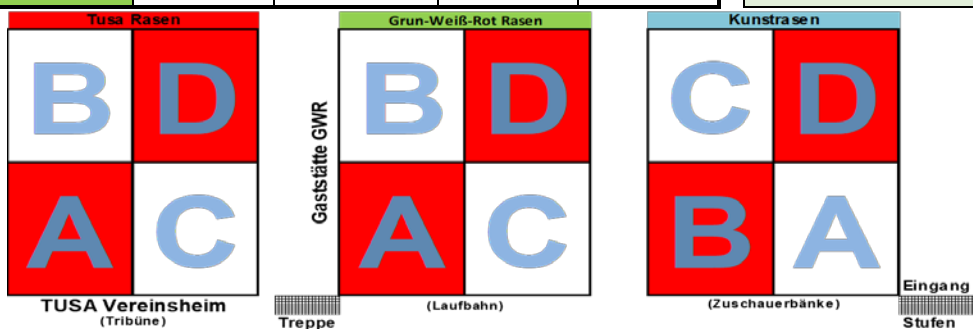 Tusa Rasen
Grun-Weiß-Rot Rasen
Kunstrasen
B D
A C
Gaststätte GWR
B D
A C
C D
B A
TUSA Vereinsheim
(Tribüne)
Treppe
(Laufbahn)
(Zuschauerbänke)
Eingang
Stufen